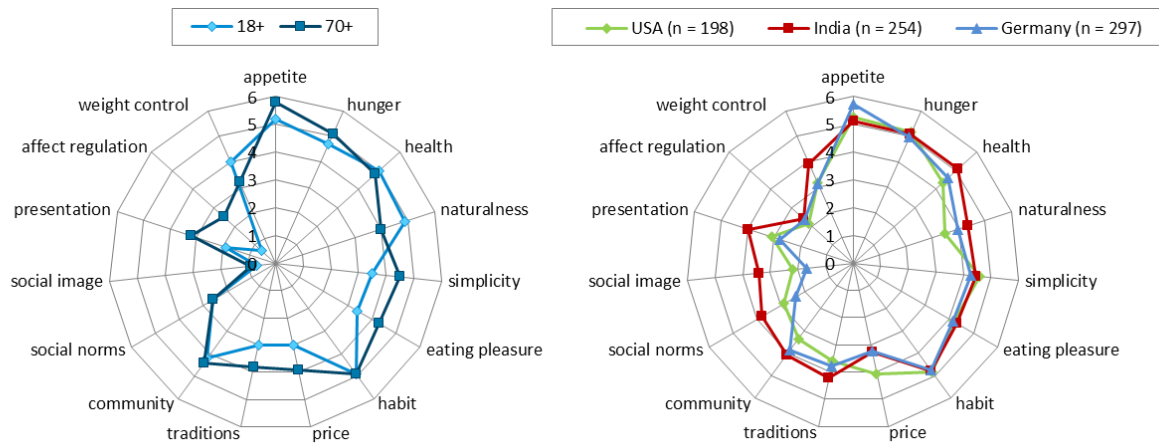 18+ 70+
appetite
hunger
health
naturalness
simplicity
eating pleasure
habit
price
traditions
community
social norms
social image
presentation
affect regulation
weight control
6
5
4
3
2
1
0
USA (n = 198) India (n = 254) Germany (n = 297)
appetite
hunger
health
naturalness
simplicity
eating pleasure
habit
price
traditions
community
social norms
social image
presentation
affect regulation
weight control
6
5
4
3
2
1
0